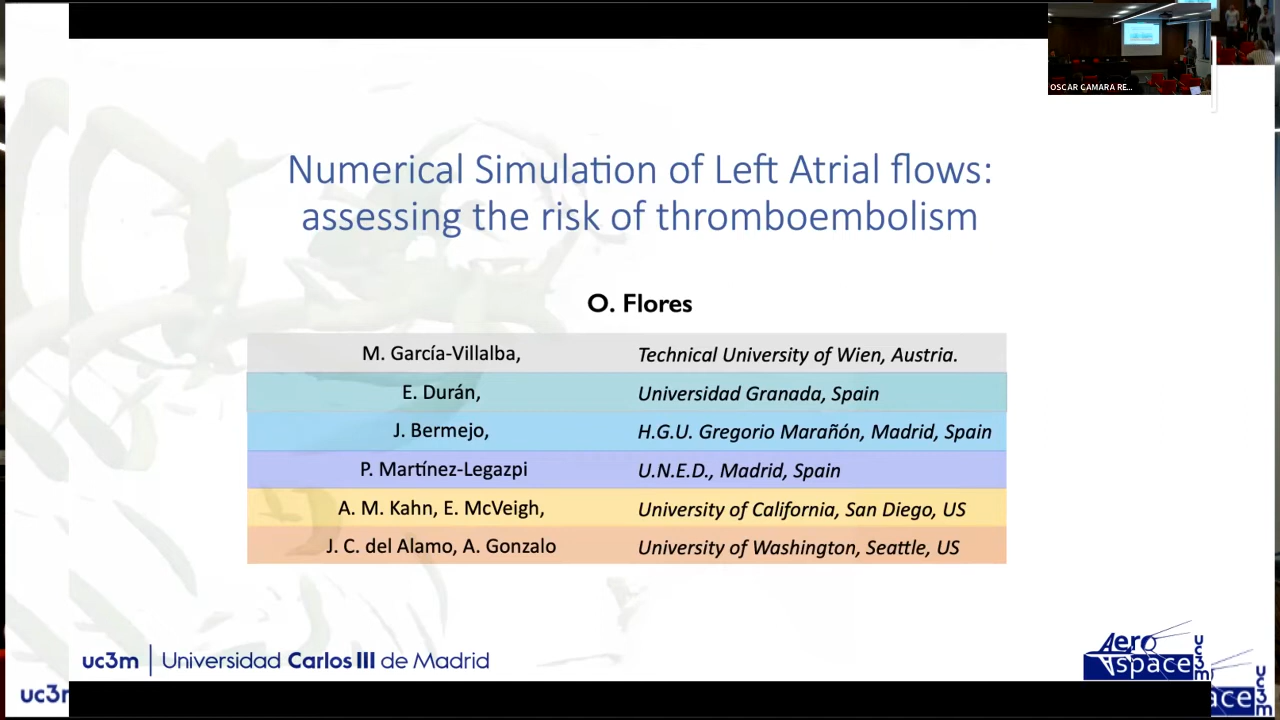 OSCAR CAMARA RE...
Numerical Simulation of Left Atrial flows:
assessing the risk of thromboembolism
O. Flores
M. García-Villalba, Technical University of Wien, Austria.
E. Durán, Universidad Granada, Spain
J. Bermejo, H.G.U. Gregorio Marañón, Madrid, Spain
P. Martínez-Legazpi U.N.E.D., Madrid, Spain
A. M. Kahn, E. McVeigh, University of California, San Diego, US
J. C. del Alamo, A. Gonzalo University of Washington, Seattle, US
uc3m | Universidad Carlos III de Madrid
Aero
space
uc3m
uc3m
ace